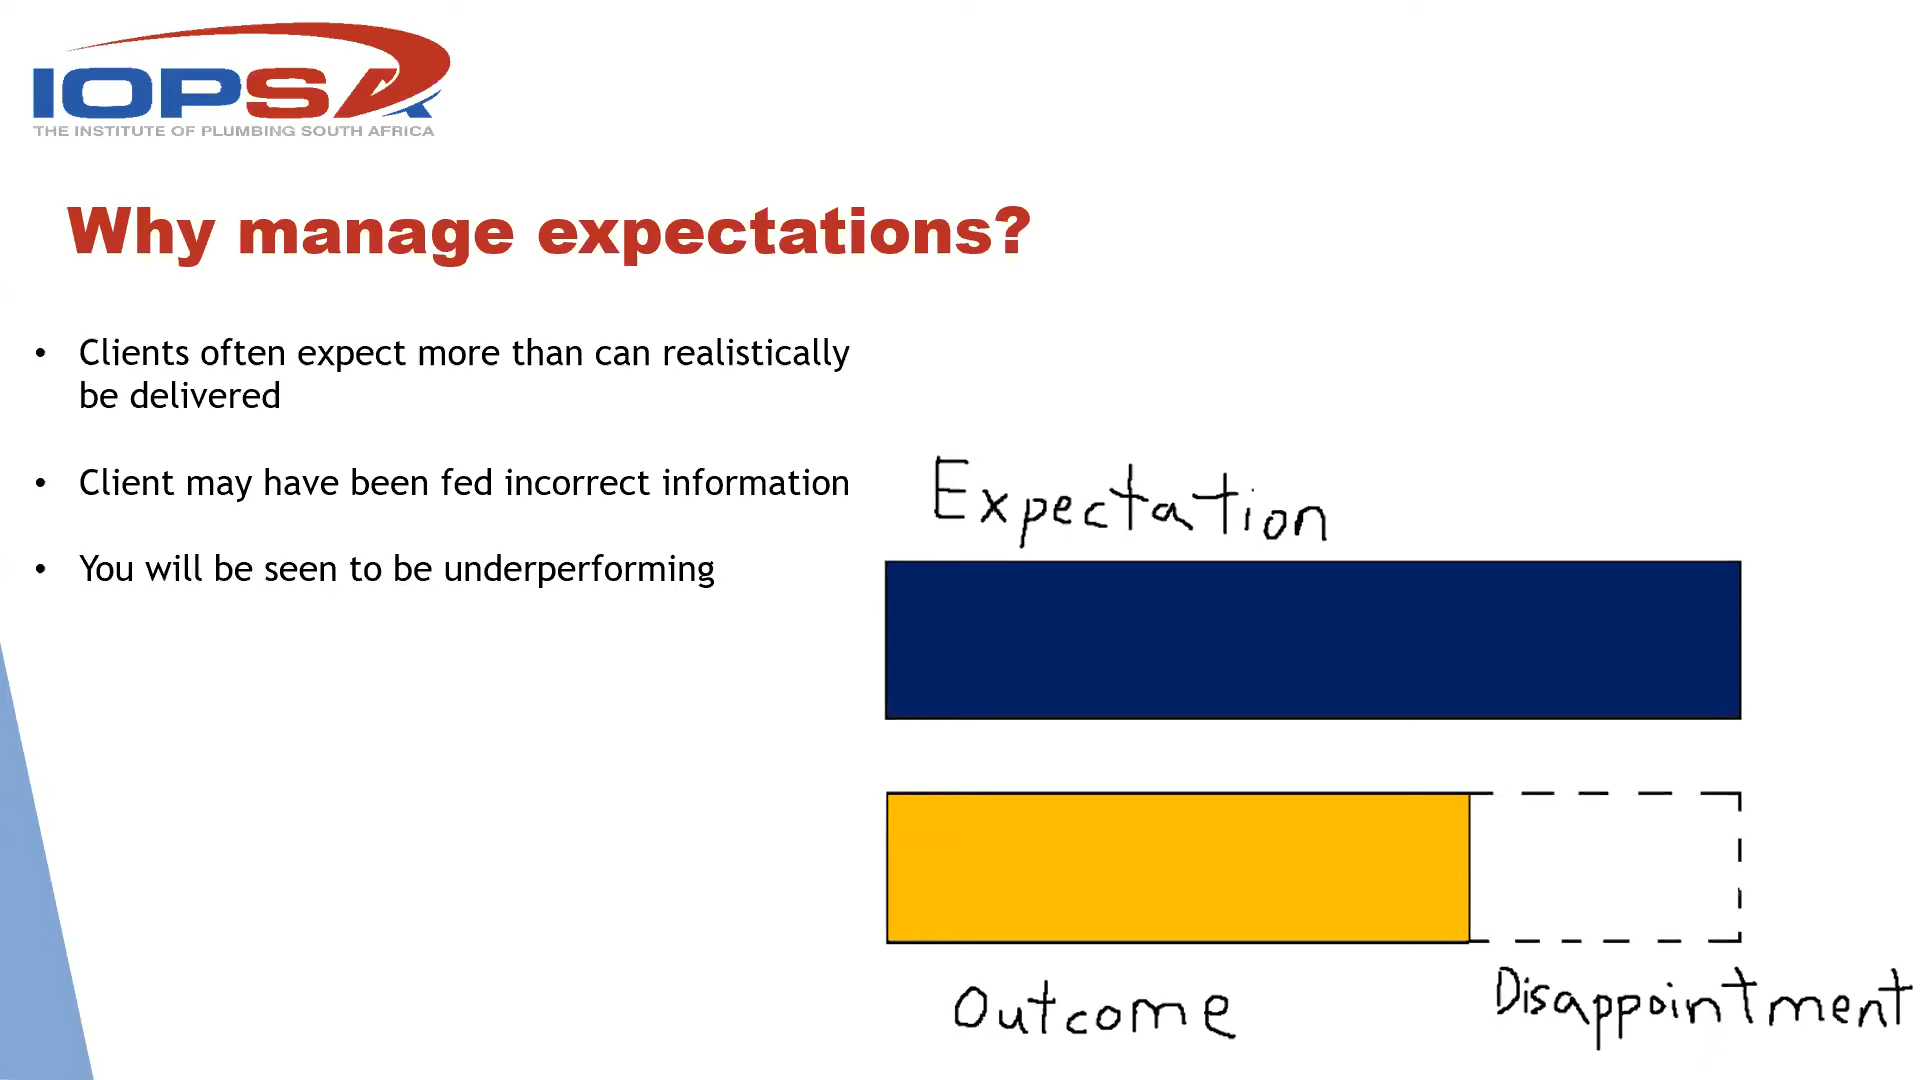 IOPSA
THE INSTITUTE OF PLUMBING SOUTH AFRICA
Why manage expectations?
• Clients often expect more than can realistically
be delivered
• Client may have been fed incorrect information
• You will be seen to be underperforming
Expectation
Outcome
Disappointment